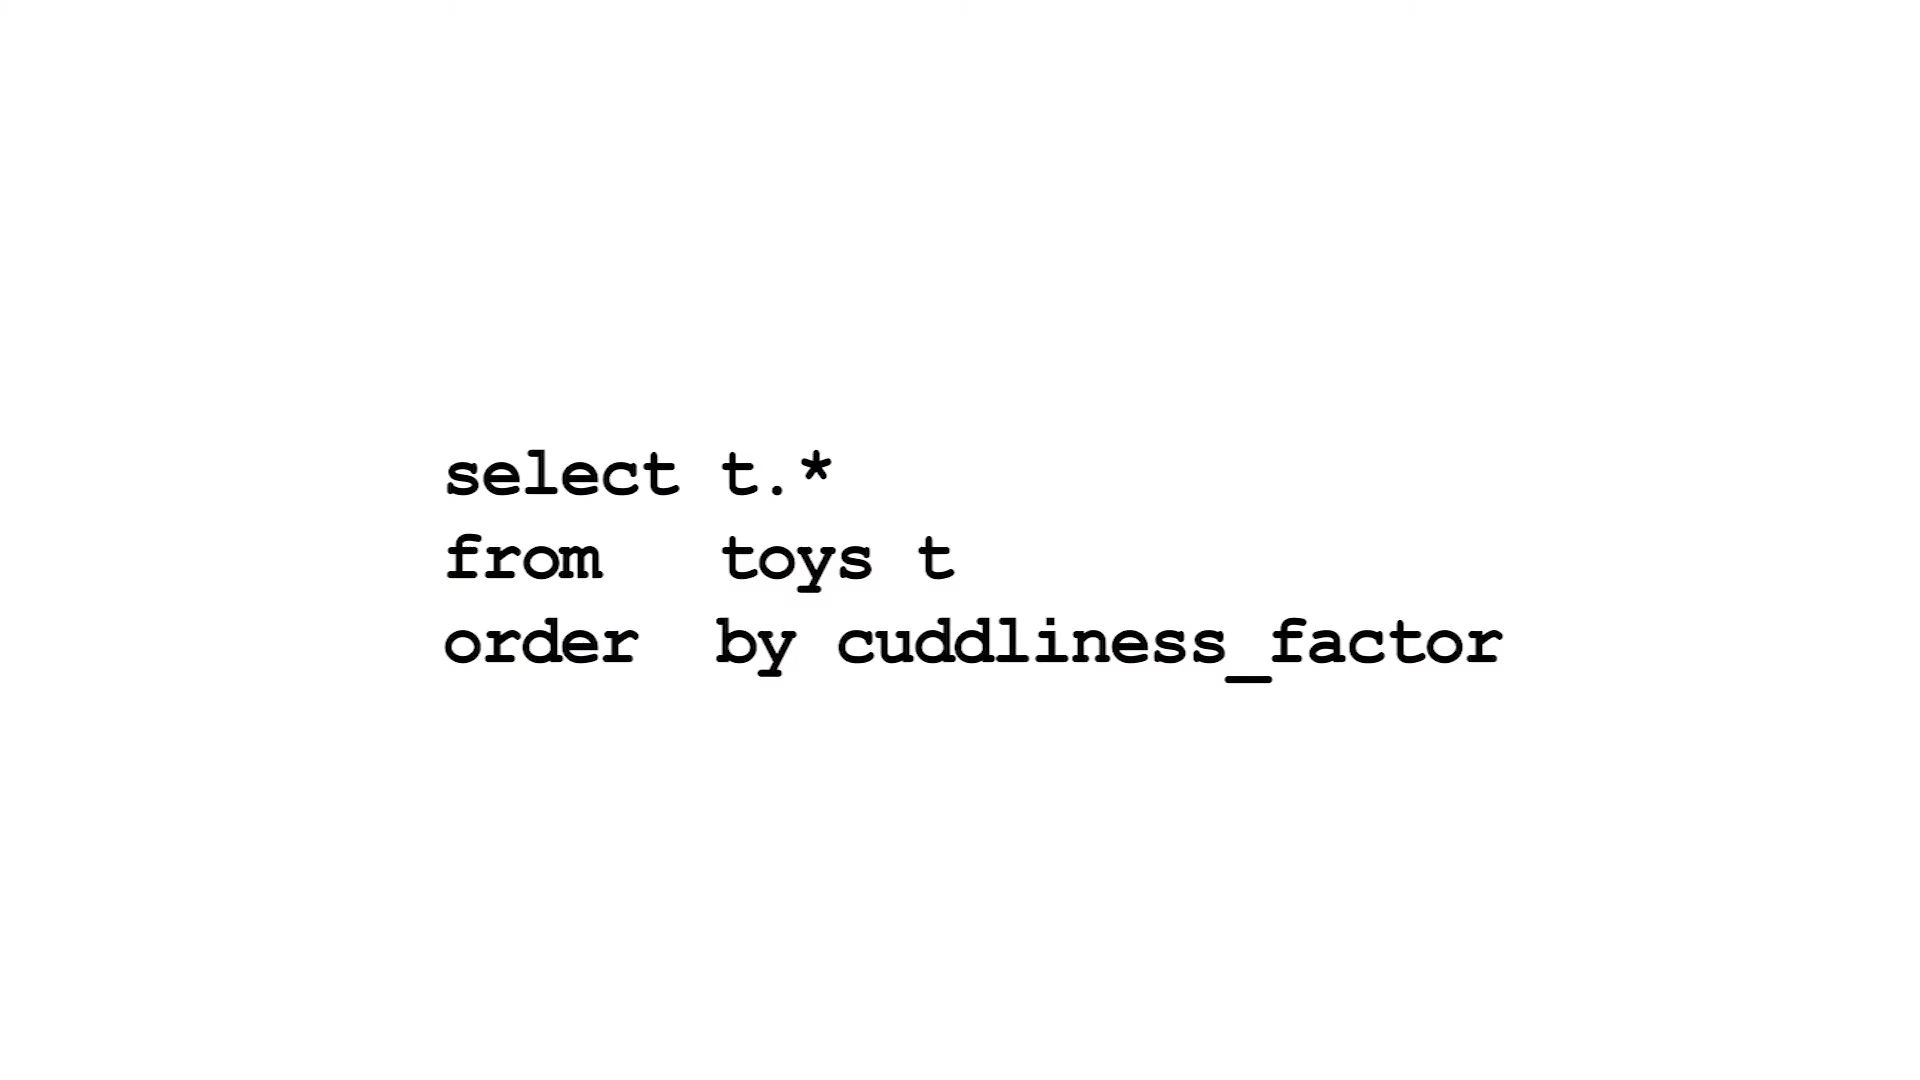 select t.*
from   toys t
order  by cuddliness_factor